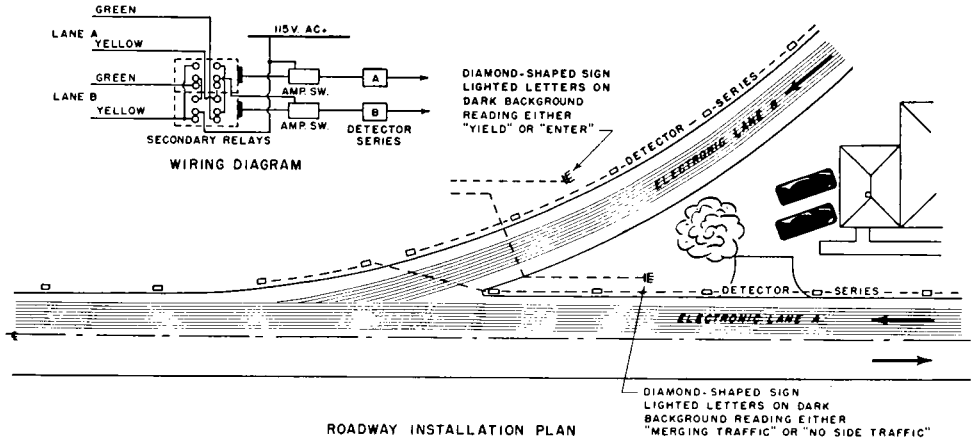 GREEN
LANE A
YELLOW
GREEN
LANE B
YELLOW
SECONDARY RELAYS
115V. AC+
AMP. SW.
A
AMP. SW.
B
DETECTOR
SERIES
WIRING DIAGRAM
DIAMOND-SHAPED SIGN
LIGHTED LETTERS ON
DARK BACKGROUND
READING EITHER
"YIELD" OR "ENTER"
DETECTOR SERIES
ELECTRONIC LANE B
DETECTOR SERIES
ELECTRONIC LANE A
DIAMOND-SHAPED SIGN
LIGHTED LETTERS ON DARK
BACKGROUND READING EITHER
"MERGING TRAFFIC" OR "NO SIDE TRAFFIC"
ROADWAY INSTALLATION PLAN